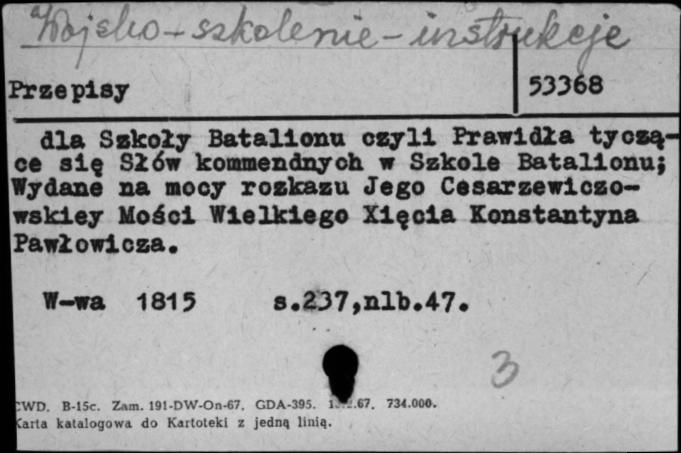 Wojsko - szkolenie - instrukcje
Przepisy
53368
dla Szkoły Batalionu czyli Prawidła tyczą-
ce się Słów kommendnych w Szkole Batalionu;
Wydane na mocy rozkazu Jego Cesarzewiczo-
wskiey Mości Wielkiego Xięcia Konstantyna
Pawłowicza.
W-wa 1815 s.237,nlb.47.
3
CWD. B-15c. Zam. 191-DW-On-67. GDA-395. 734.000.
Karta katalogowa do Kartoteki z jedną linią.